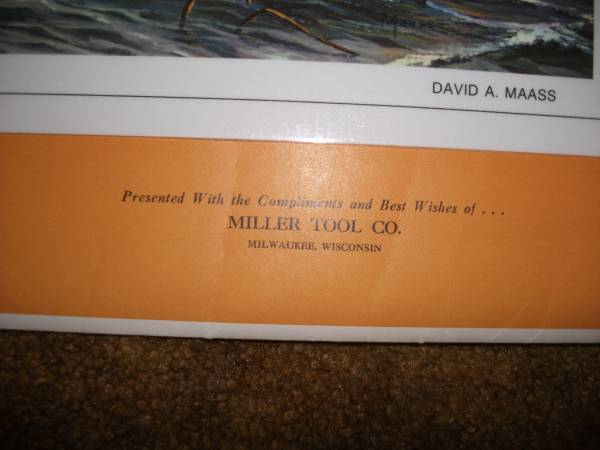 DAVID A. MAASS
Presented With the Compliments and Best Wishes of . . .
MILLER TOOL CO.
MILWAUKEE, WISCONSIN